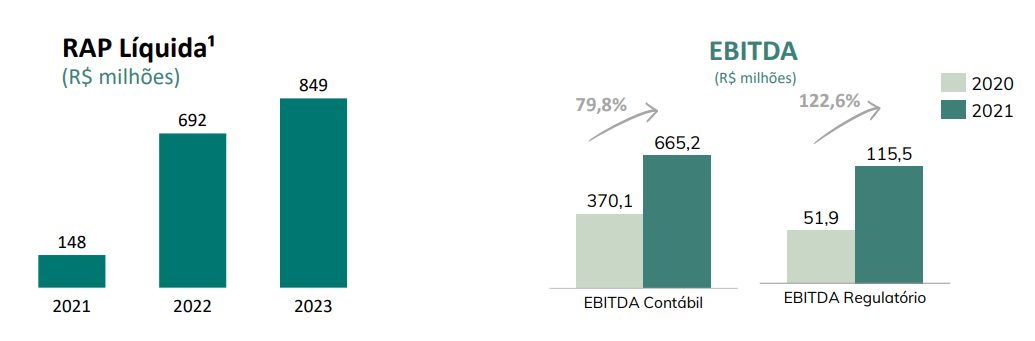 RAP Líquida¹
(R$ milhões)
849
692
148
2021
2022
2023
EBITDA
(R$ milhões)
2020
2021
79,8%
122,6%
665,2
370,1
115,5
51,9
EBITDA Contábil
EBITDA Regulatório